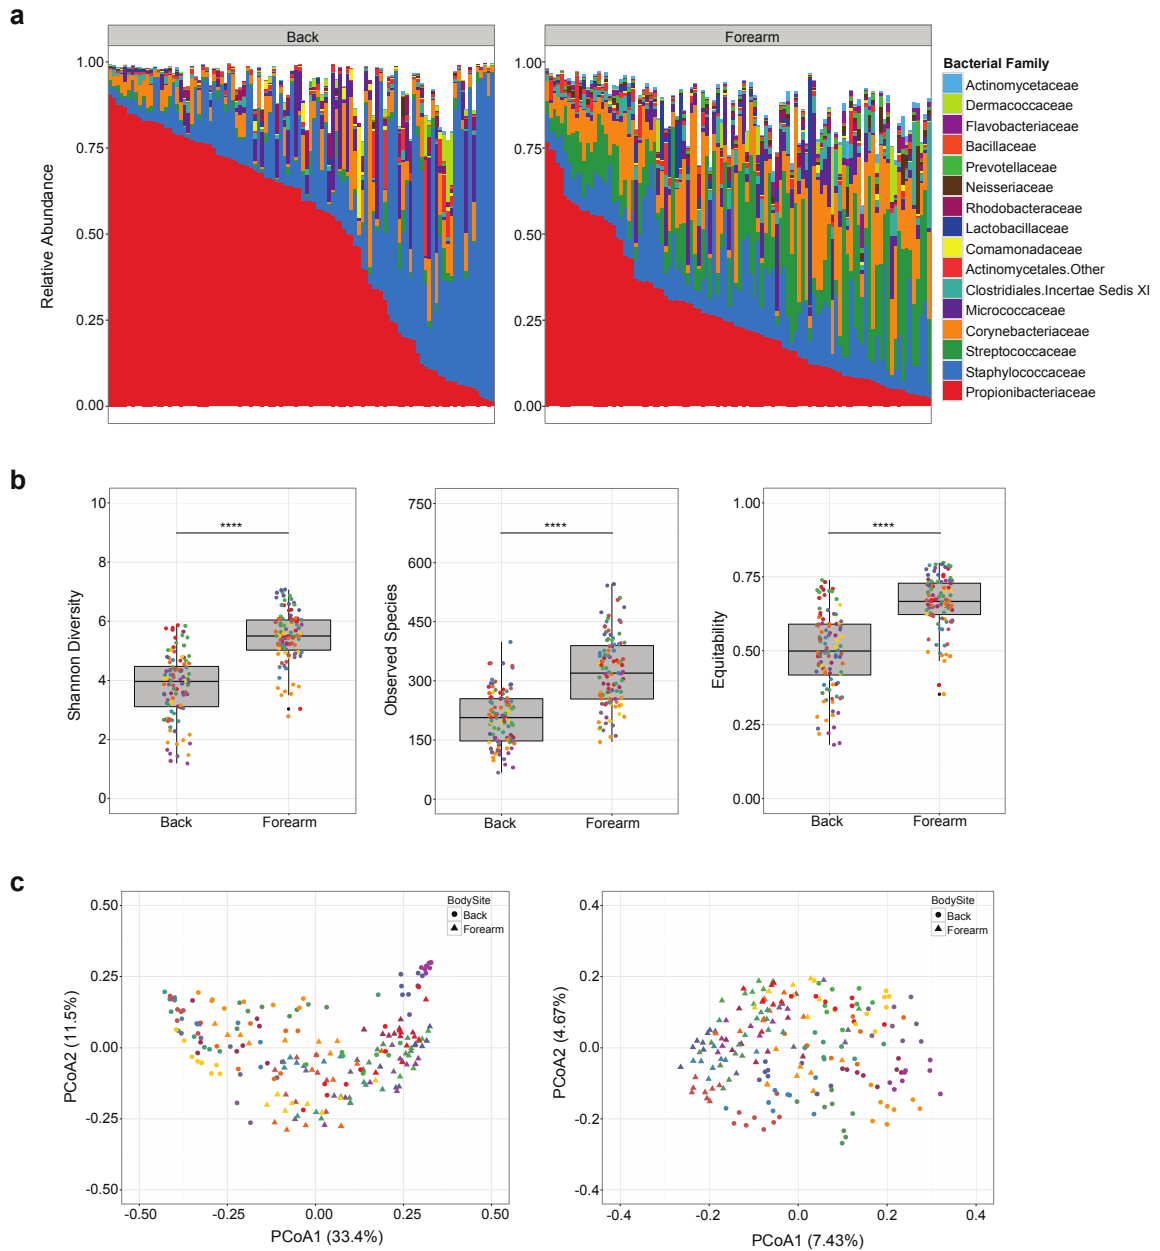 a
Back
Forearm
Relative Abundance
1.00
0.75
0.50
0.25
0.00
1.00
0.75
0.50
0.25
0.00
Bacterial Family
Actinomycetaceae
Dermacoccaceae
Flavobacteriaceae
Bacillaceae
Prevotellaceae
Neisseriaceae
Rhodobacteraceae
Lactobacillaceae
Comamonadaceae
Actinomycetales.Other
Clostridiales.Incertae Sedis XI
Micrococcaceae
Corynebacteriaceae
Streptococcaceae
Staphylococcaceae
Propionibacteriaceae
b
Shannon Diversity
10
8
6
4
2
0
****
Back
Forearm
Observed Species
750
600
450
300
150
0
****
Back
Forearm
Equitability
1.00
0.75
0.50
0.25
0.00
****
Back
Forearm
c
PCoA2 (11.5%)
0.50
0.25
0.00
-0.25
-0.50
BodySite
Back
Forearm
-0.50
-0.25
0.00
0.25
0.50
PCoA1 (33.4%)
PCoA2 (4.67%)
0.4
0.2
0.0
-0.2
-0.4
BodySite
Back
Forearm
-0.4
-0.2
0.0
0.2
0.4
PCoA1 (7.43%)